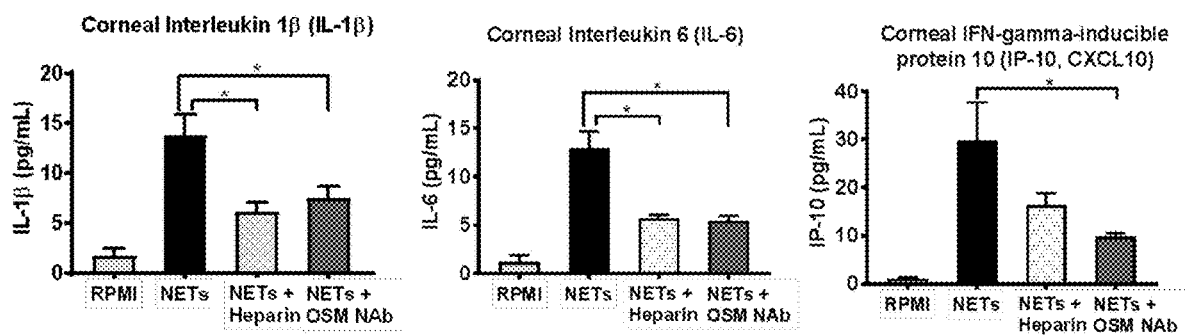 Corneal Interleukin 1β (IL-1β)
IL-1β (pg/mL)
20
15
10
5
0
*
*
RPMI
NETs
NETs +
Heparin
NETs +
OSM NAb
Corneal Interleukin 6 (IL-6)
IL-6 (pg/mL)
20
15
10
5
0
*
*
RPMI
NETs
NETs +
Heparin
NETs +
OSM NAb
Corneal IFN-gamma-inducible
protein 10 (IP-10, CXCL10)
IP-10 (pg/mL)
40
30
20
10
0
*
RPMI
NETs
NETs +
Heparin
NETs +
OSM NAb